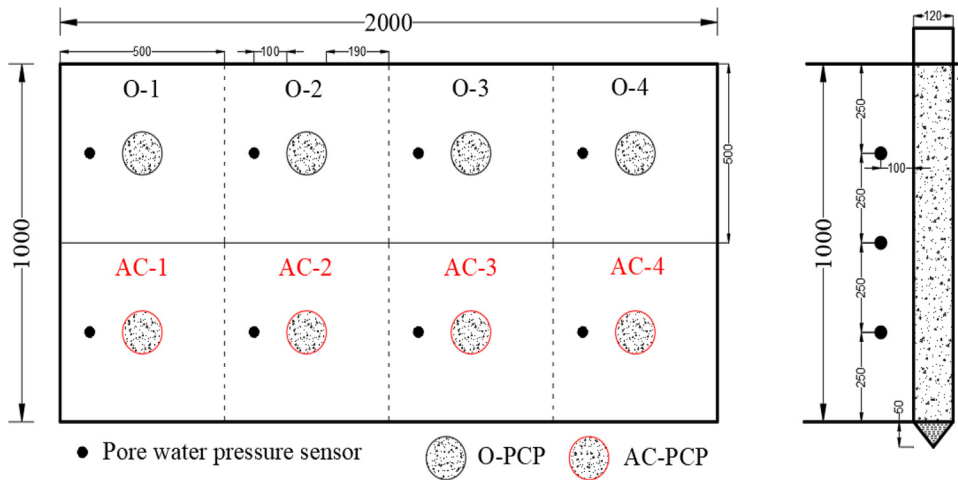 2000
120
500
100
190
O-1
O-2
O-3
O-4
250
500
1000
100
250
1000
AC-1
AC-2
AC-3
AC-4
250
250
60
Pore water pressure sensor
O-PCP
AC-PCP